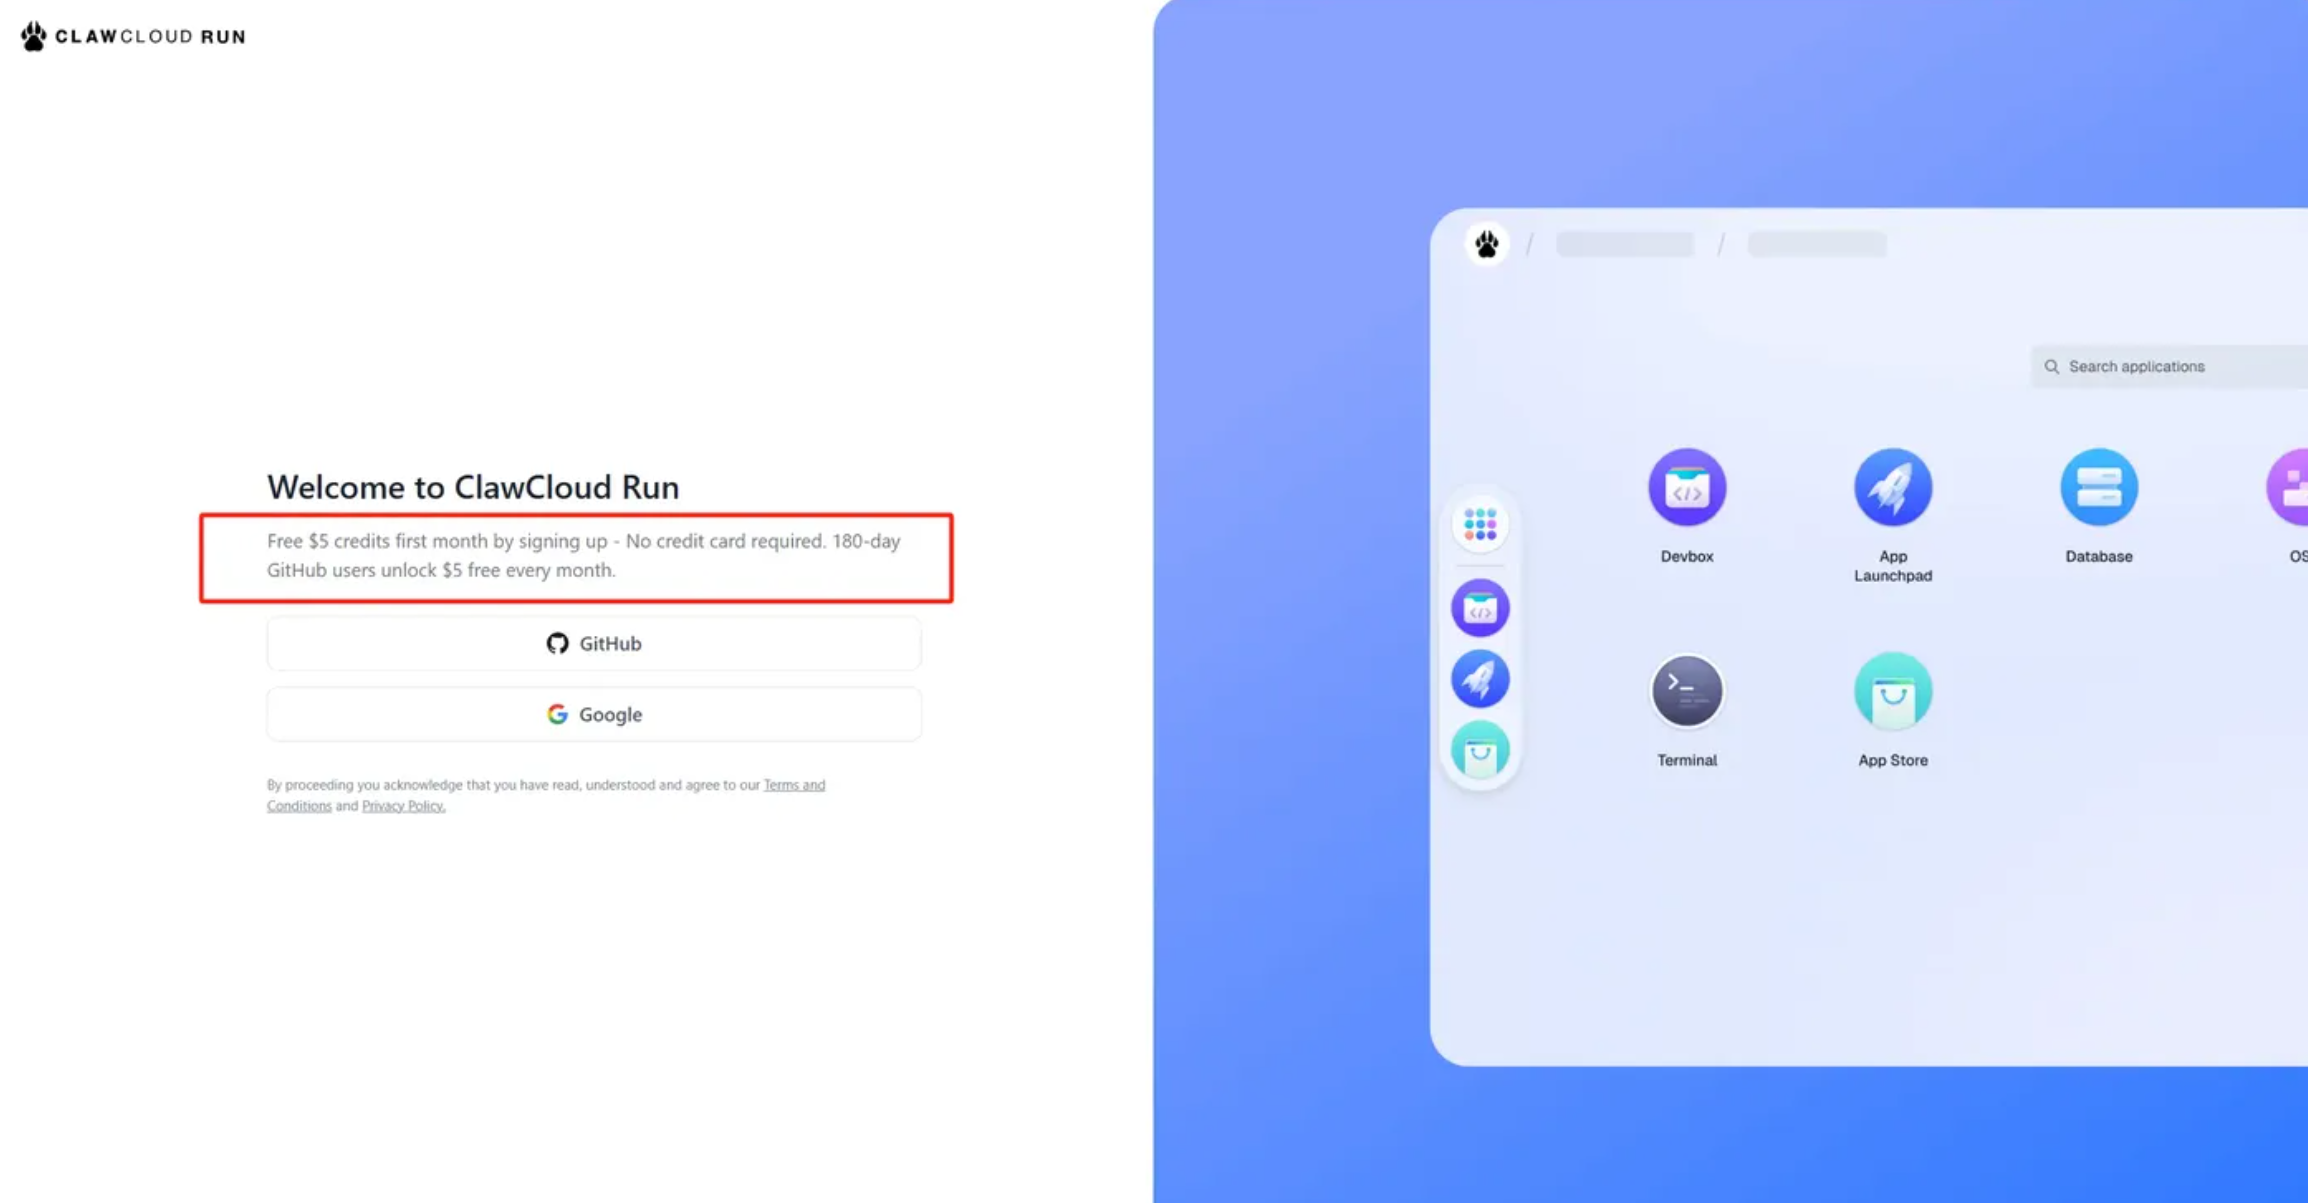 CLAWCLOUD RUN
Welcome to ClawCloud Run
Free $5 credits first month by signing up - No credit card required. 180-day
GitHub users unlock $5 free every month.
GitHub
Google
By proceeding you acknowledge that you have read, understood and agree to our Terms and
Conditions and Privacy Policy.
/ /
Search applications
Devbox
App
Launchpad
Database
OS
Terminal
App Store